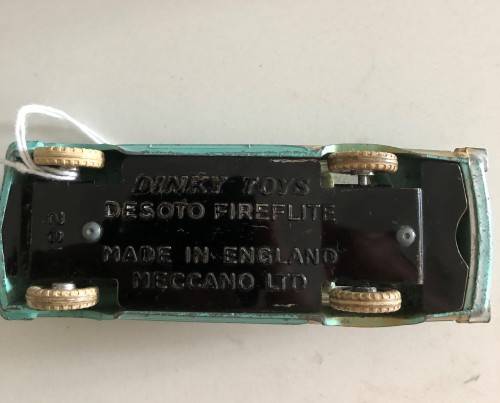 DINKY TOYS
DESOTO FIREFLITE
MADE IN ENGLAND
MECCANO LTD